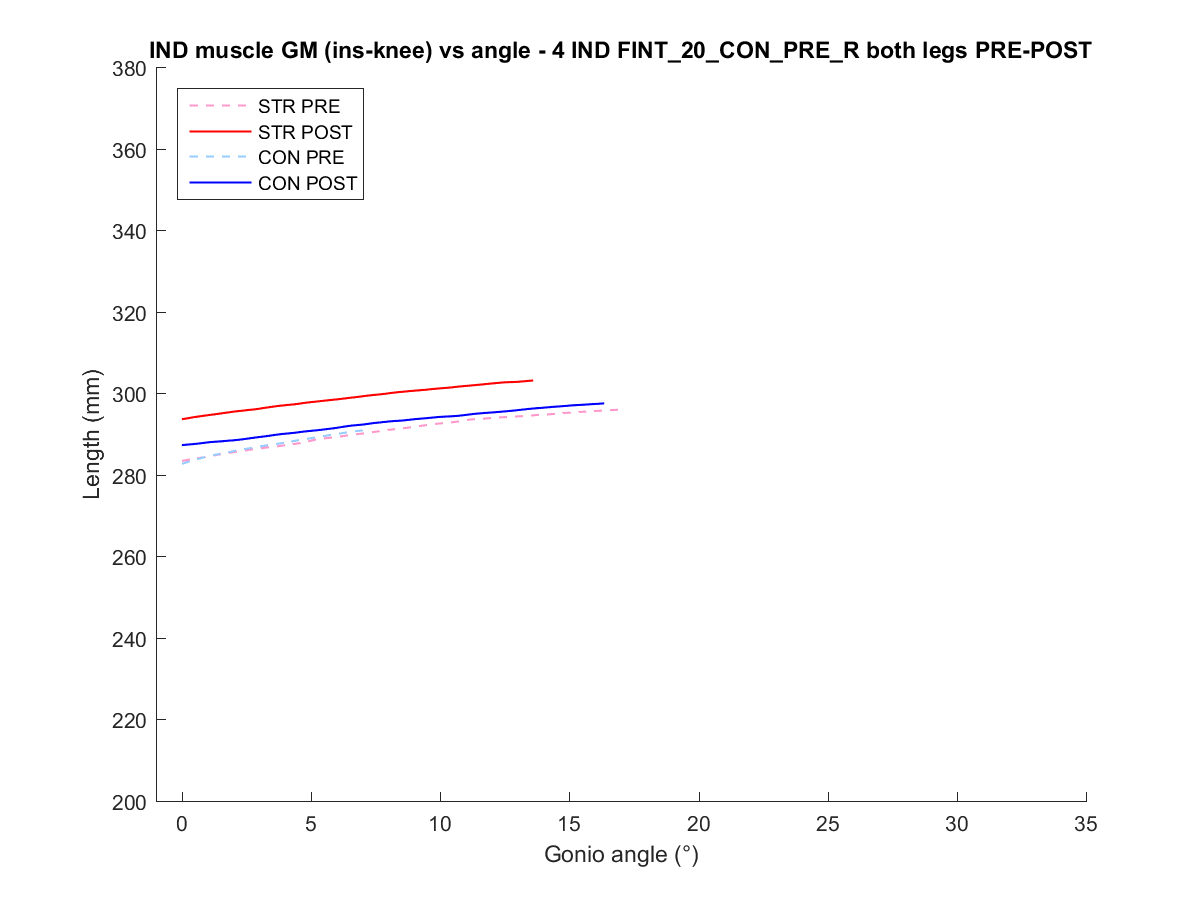 IND muscle GM (ins-knee) vs angle - 4 IND FINT_20_CON_PRE_R both legs PRE-POST
380
360
340
320
300
280
260
240
220
200
STR PRE
STR POST
CON PRE
CON POST
Length (mm)
0 5 10 15 20 25 30 35
Gonio angle (°)